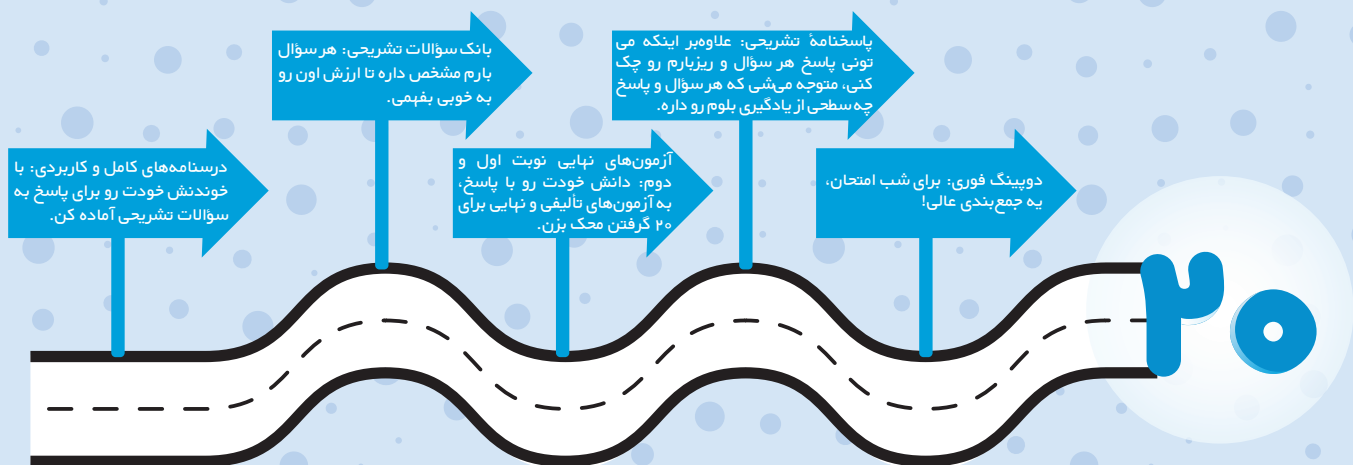 درسنامه‌های کامل و کاربردی: با
خوندنش خودت رو برای پاسخ به
سؤالات تشریحی آماده کن.
بانک سؤالات تشریحی: هر سؤال
بارم مشخص داره تا ارزش اون رو
به خوبی بفهمی.
آزمون‌های نهایی نوبت اول و
دوم: دانش خودت رو با پاسخ،
به آزمون‌های تألیفی و نهایی برای
۲۰ گرفتن محک بزن.
پاسخنامهٔ تشریحی: علاوه‌بر اینکه می
تونی پاسخ هر سؤال و ریزبارم رو چک
کنی، متوجه می‌شی که هر سؤال و پاسخ
چه سطحی از یادگیری بلوم رو داره.
دوپینگ فوری: برای شب امتحان،
یه جمع‌بندی عالی!
۲۰